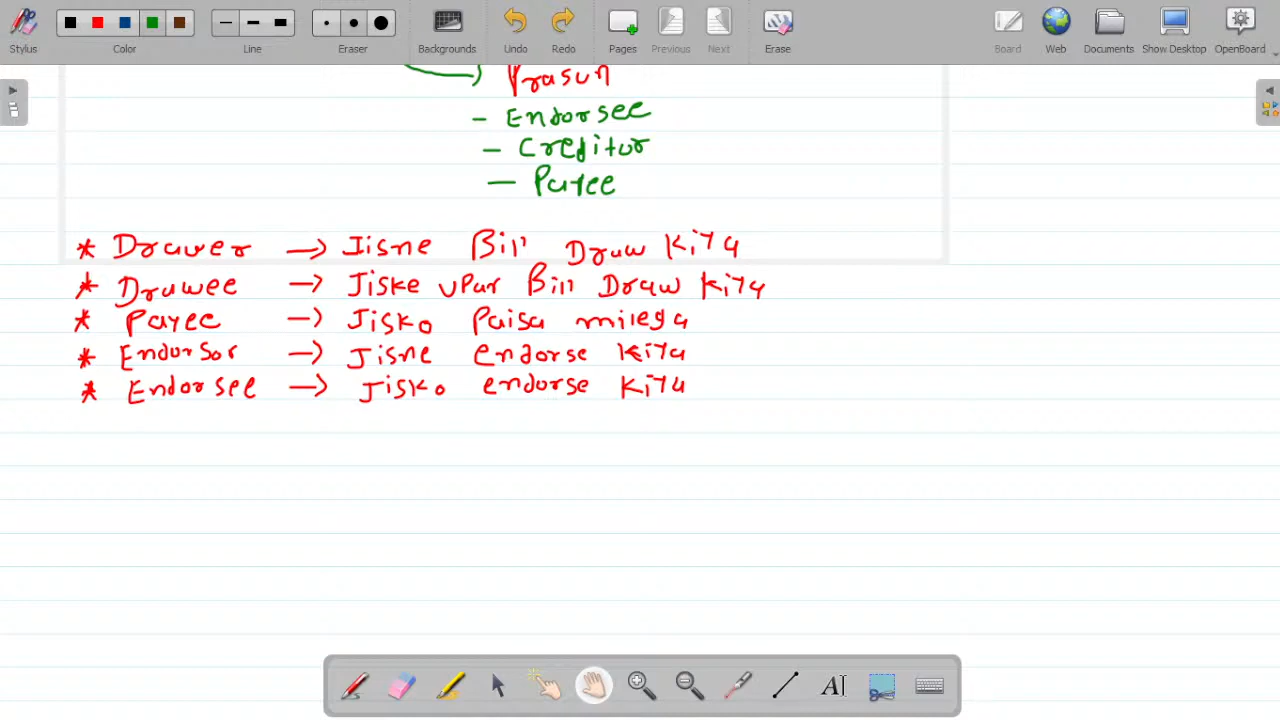 Stylus Color Line Eraser Backgrounds Undo Redo Pages Previous Next Erase Board Web Documents Show Desktop OpenBoard
Prasun
- Endorsee
- Creditor
- Payee
* Drawer → Jisne Bill Draw Kiya
* Drawee → Jiske upar Bill Draw Kiya
* Payee → Jisko Paisa milega
* Endorsor → Jisne endorse Kiya
* Endorsee → Jisko endorse Kiya
AI